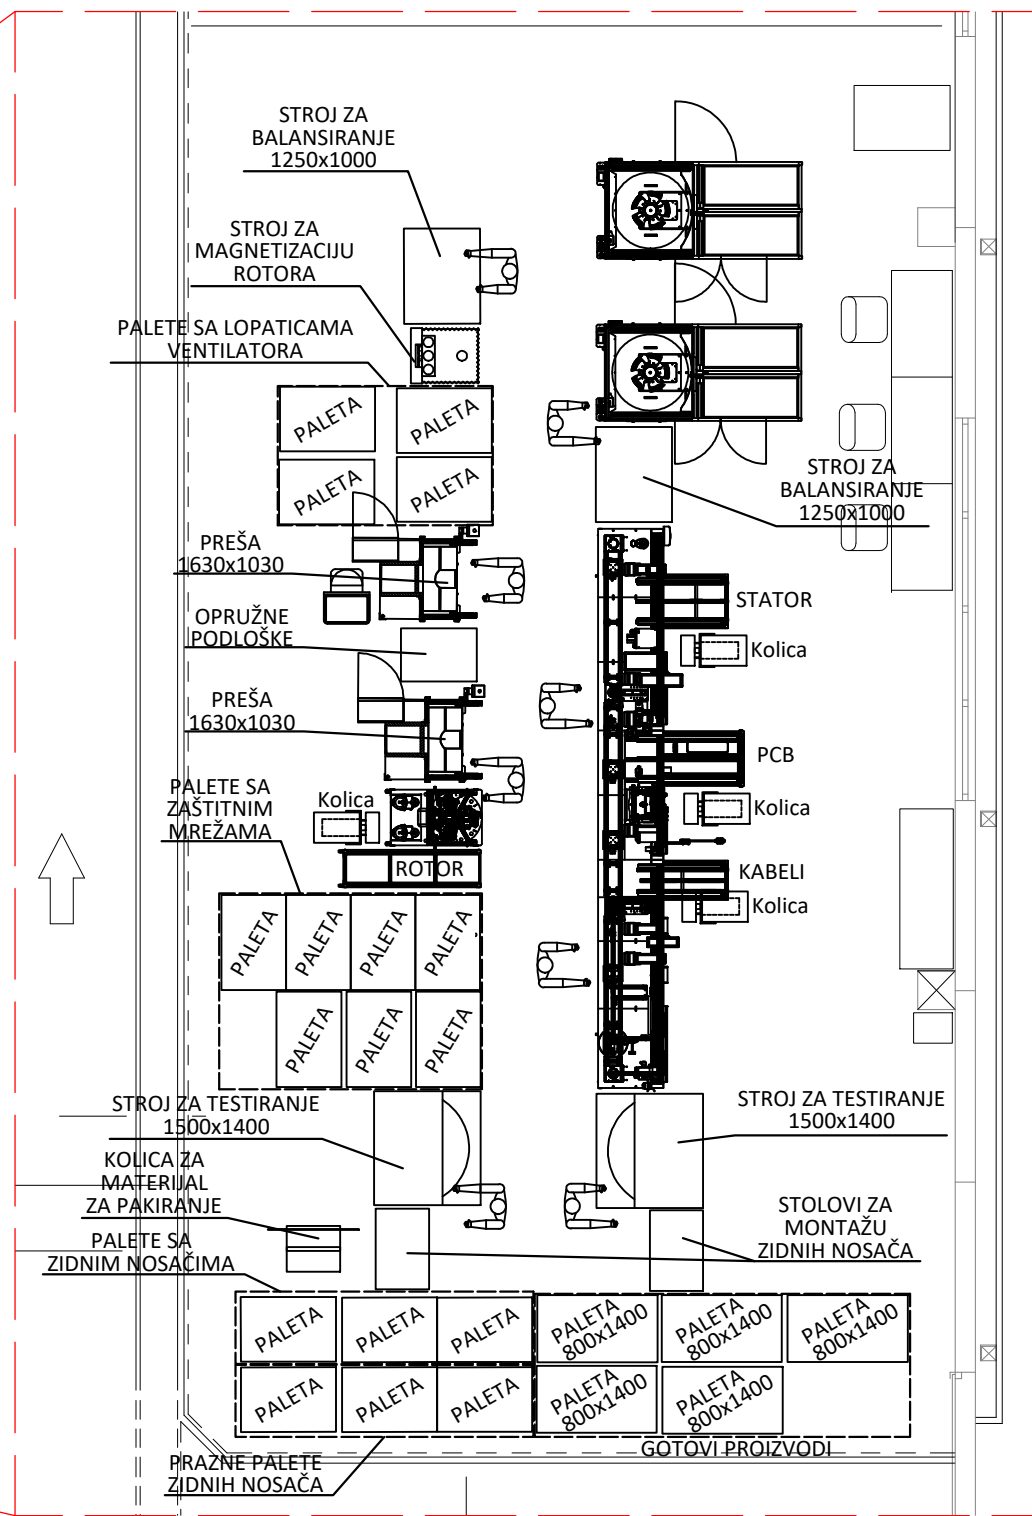 STROJ ZA
BALANSIRANJE
1250x1000
STROJ ZA
MAGNETIZACIJU
ROTORA
PALETE SA LOPATICAMA
VENTILATORA
PALETA
PALETA
PALETA
PALETA
STROJ ZA
BALANSIRANJE
1250x1000
PREŠA
1630x1030
STATOR
OPRUŽNE
PODLOŠKE
Kolica
PREŠA
1630x1030
PCB
PALETE SA
ZAŠTITNIM
MREŽAMA
Kolica
Kolica
ROTOR
KABELI
Kolica
PALETA
PALETA
PALETA
PALETA
PALETA
PALETA
PALETA
STROJ ZA TESTIRANJE
1500x1400
STROJ ZA TESTIRANJE
1500x1400
KOLICA ZA
MATERIJAL
ZA PAKIRANJE
STOLOVI ZA
MONTAŽU
ZIDNIH NOSAČA
PALETE SA
ZIDNIM NOSAČIMA
PALETA
PALETA
PALETA
PALETA
800x1400
PALETA
800x1400
PALETA
800x1400
PALETA
PALETA
PALETA
PALETA
800x1400
PALETA
800x1400
GOTOVI PROIZVODI
PRAZNE PALETE
ZIDNIH NOSAČA